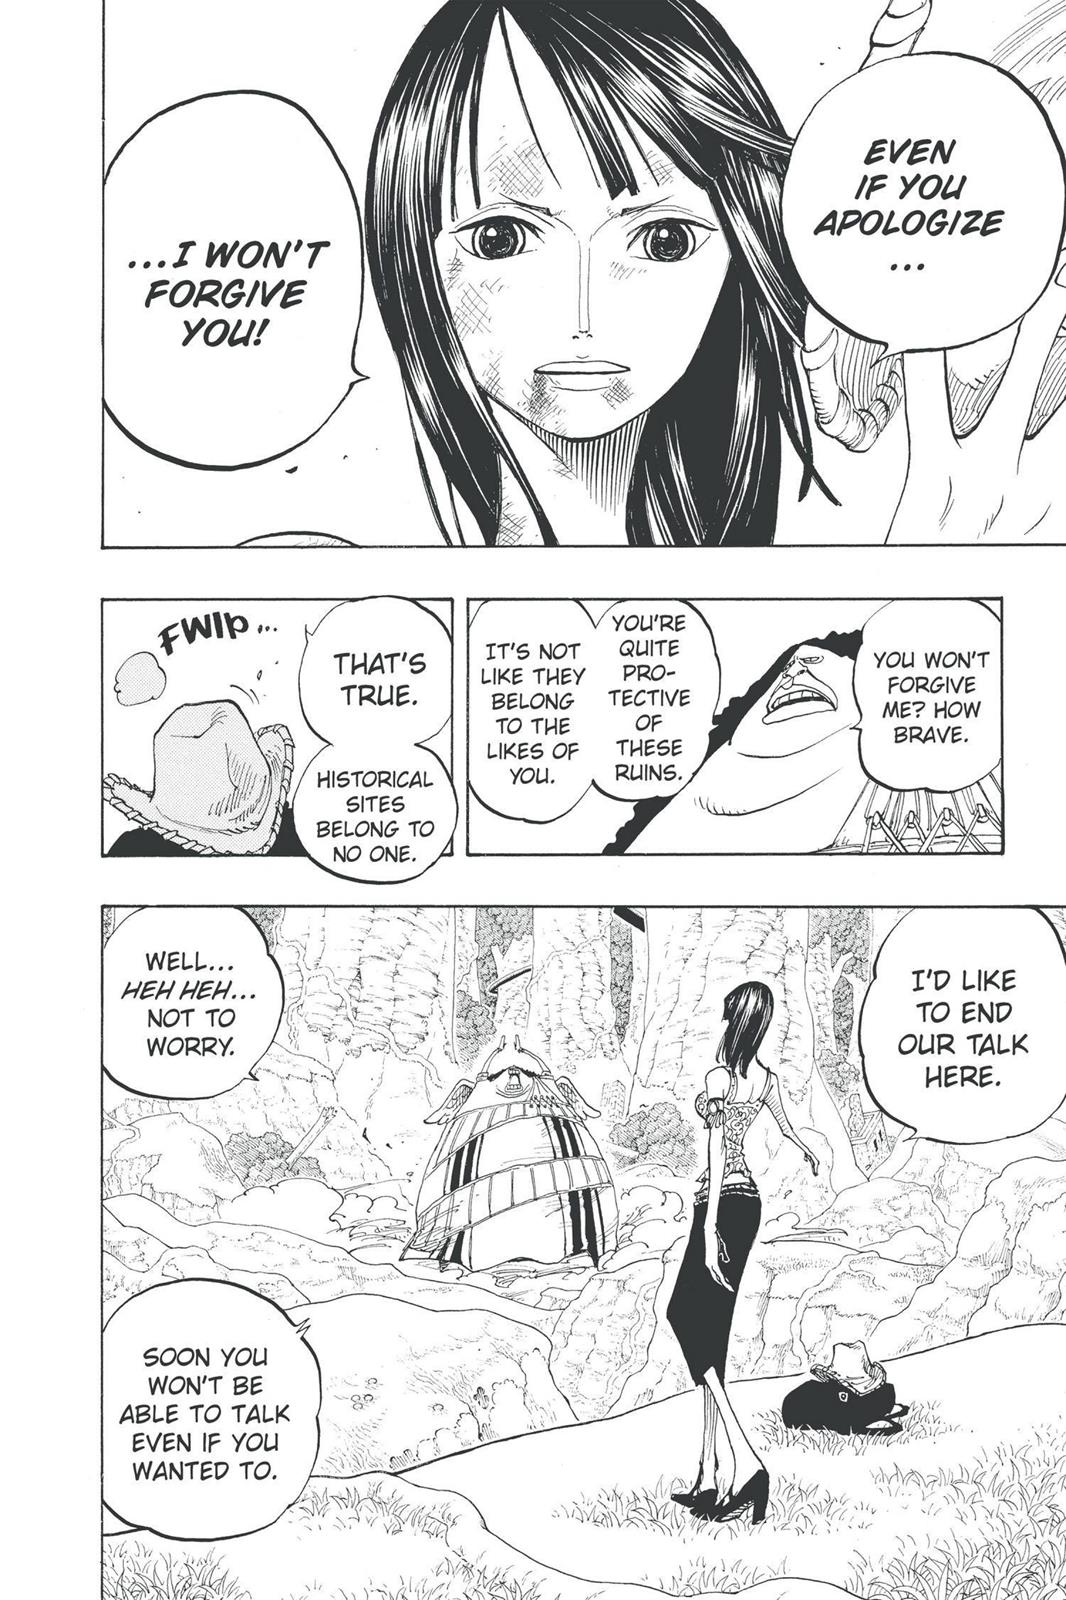 EVEN
IF YOU
APOLOGIZE
...
...I WON'T
FORGIVE
YOU!
YOU WON'T
FORGIVE
ME? HOW
BRAVE.
YOU'RE
QUITE
PRO-
TECTIVE
OF
THESE
RUINS.
IT'S NOT
LIKE THEY
BELONG
TO THE
LIKES OF
YOU.
THAT'S
TRUE.
HISTORICAL
SITES
BELONG TO
NO ONE.
FWIP...
I'D LIKE
TO END
OUR TALK
HERE.
WELL...
HEH HEH...
NOT TO
WORRY.
SOON YOU
WON'T BE
ABLE TO TALK
EVEN IF YOU
WANTED TO.